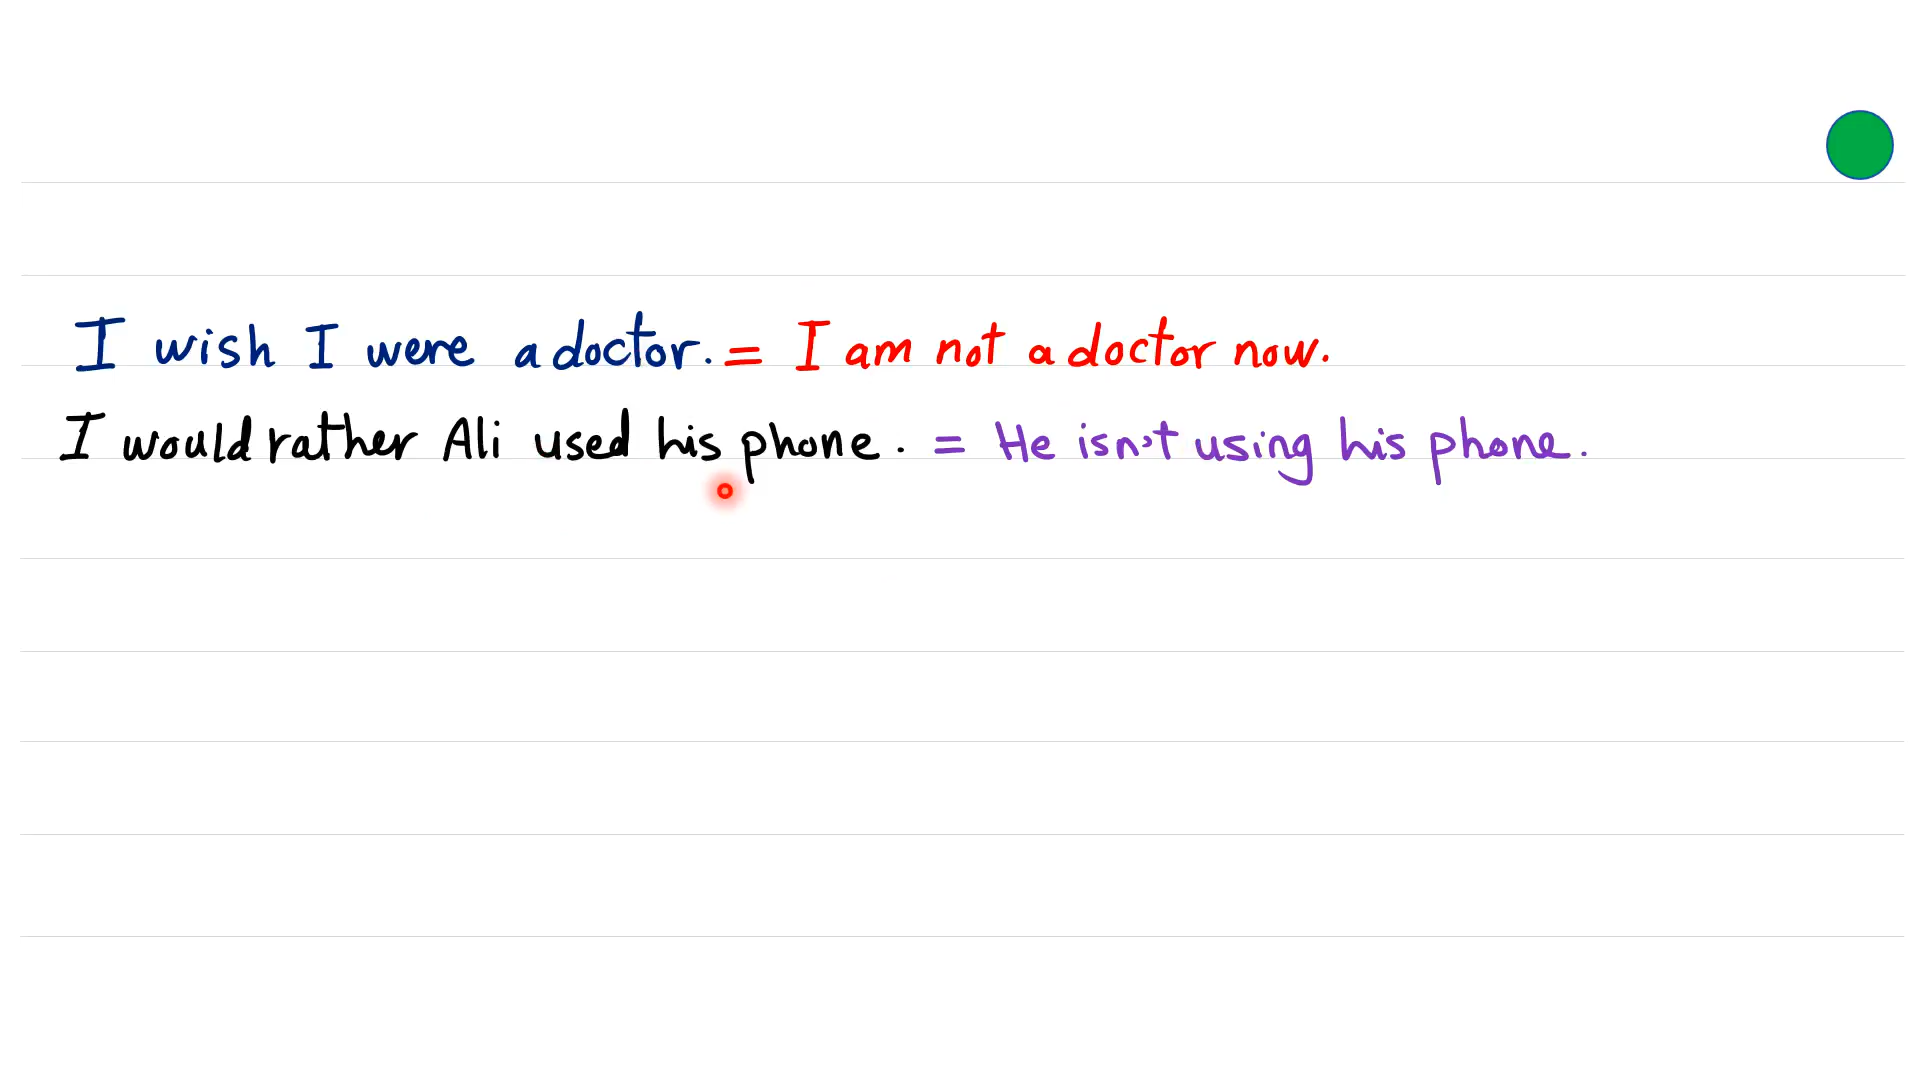 I wish I were a doctor. = I am not a doctor now.
I would rather Ali used his phone. = He isn't using his phone.